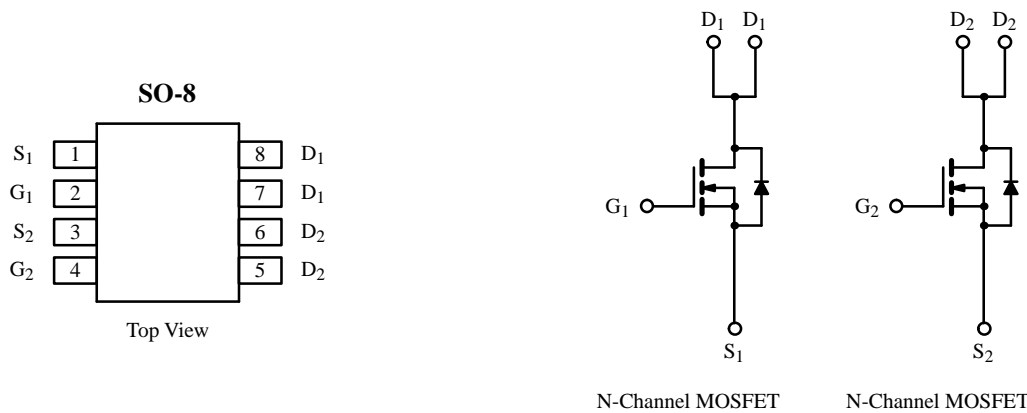 SO-8
S1 1 8 D1
G1 2 7 D1
S2 3 6 D2
G2 4 5 D2
Top View
D1 D1
G1
S1
N-Channel MOSFET
D2 D2
G2
S2
N-Channel MOSFET